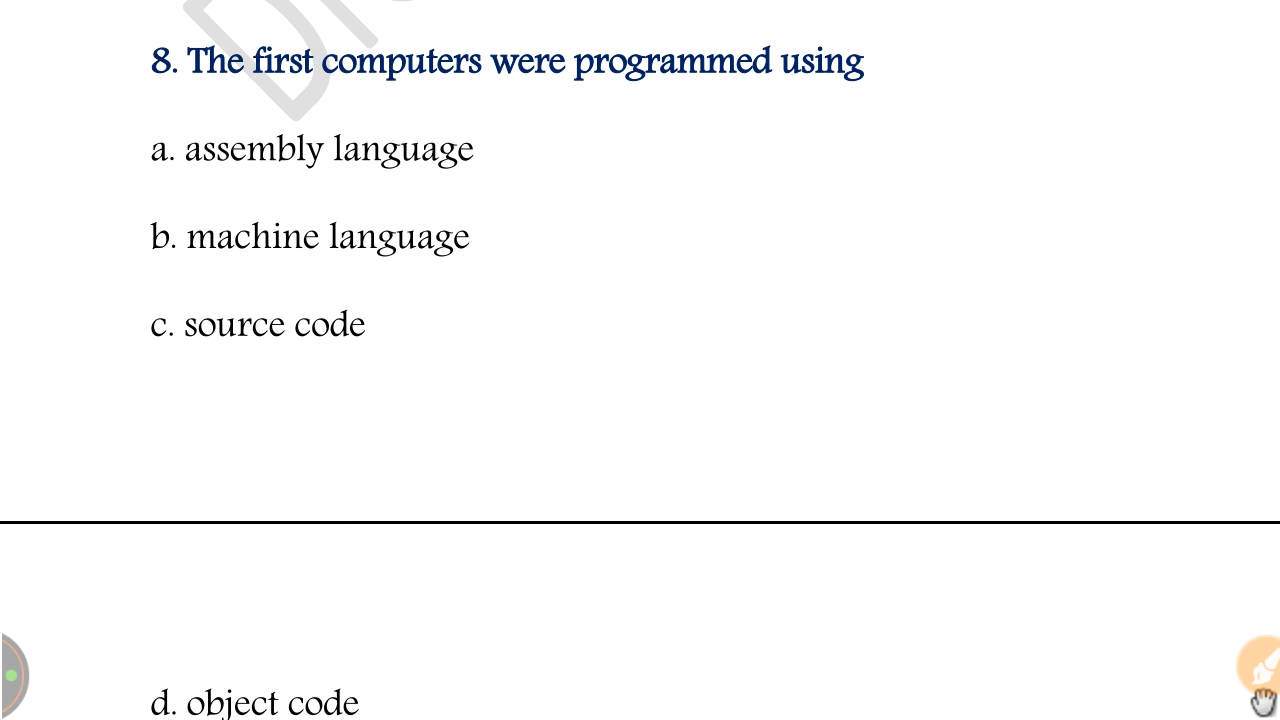 8. The first computers were programmed using
a. assembly language
b. machine language
c. source code
d. object code